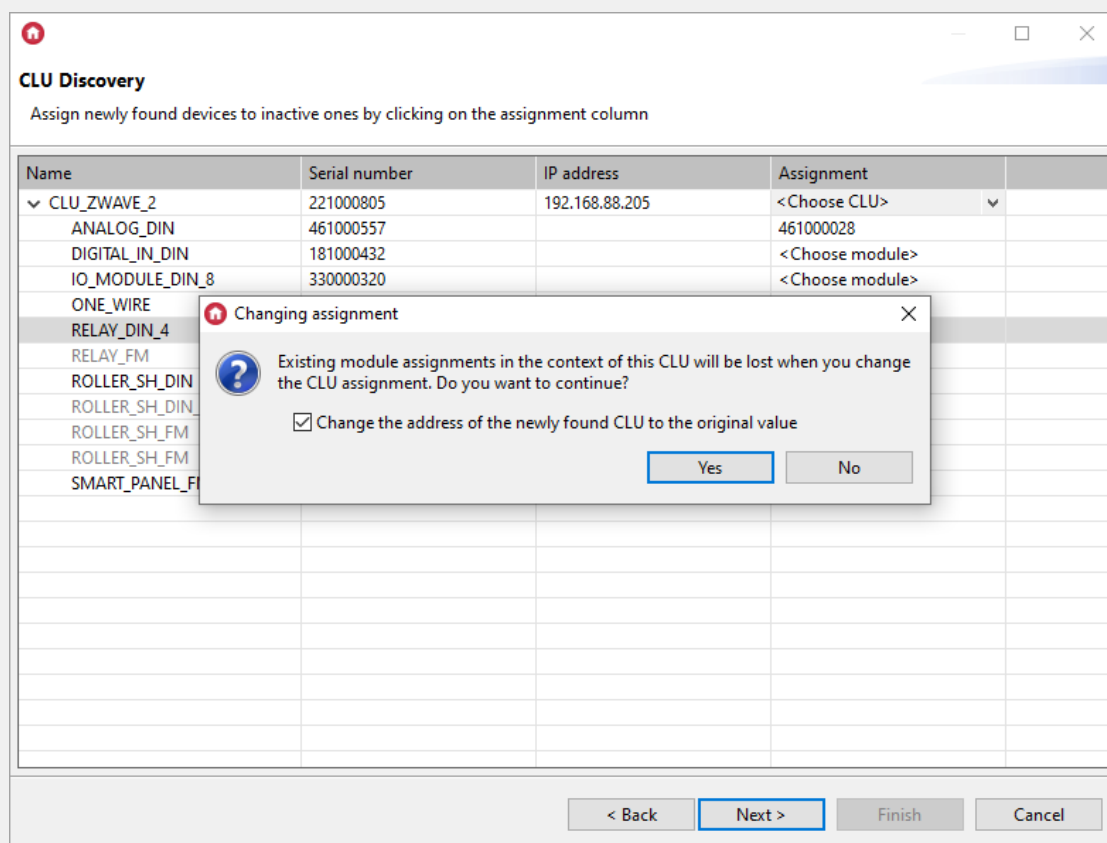 CLU Discovery
Assign newly found devices to inactive ones by clicking on the assignment column
Name Serial number IP address Assignment
CLU_ZWAVE_2 221000805 192.168.88.205 <Choose CLU>
ANALOG_DIN 461000557 461000028
DIGITAL_IN_DIN 181000432 <Choose module>
IO_MODULE_DIN_8 330000320 <Choose module>
ONE_WIRE
RELAY_DIN_4
RELAY_FM
ROLLER_SH_DIN
ROLLER_SH_DIN_
ROLLER_SH_FM
ROLLER_SH_FM
SMART_PANEL_F
Changing assignment
Existing module assignments in the context of this CLU will be lost when you change
the CLU assignment. Do you want to continue?
Change the address of the newly found CLU to the original value
Yes No
< Back Next > Finish Cancel